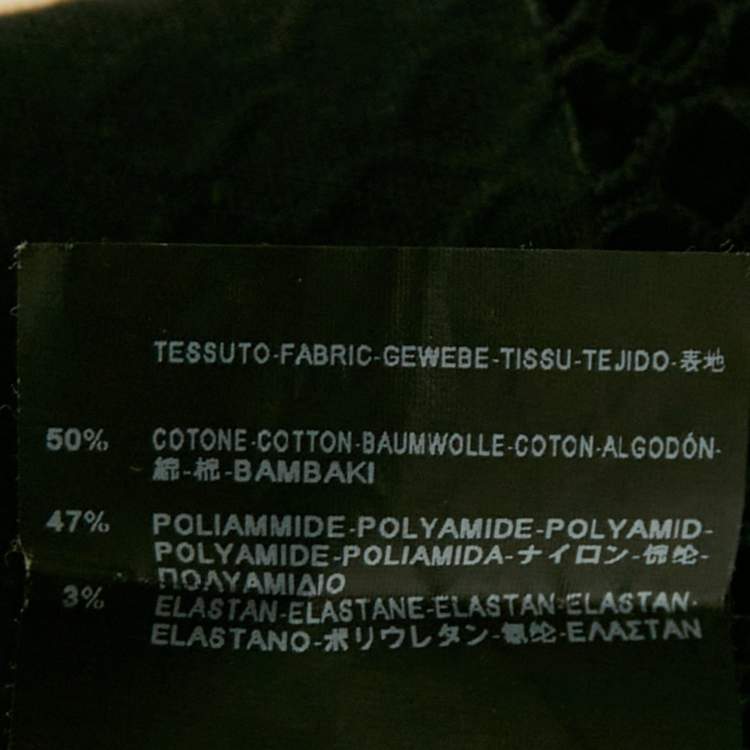 TESSUTO-FABRIC-GEWEBE-TISSU-TEJIDO-表地
50% COTONE-COTTON-BAUMWOLLE-COTON-ALGODÓN-
綿-棉-BAMBAKI
47% POLIAMMIDE-POLYAMIDE-POLYAMID-
POLYAMIDE-POLIAMIDA-ナイロン-锦纶-
ΠΟΛΥΑΜΙΔΙΟ
3% ELASTAN-ELASTANE-ELASTAN-ELASTAN-
ELASTANO-ポリウレタン-氨纶-ΕΛΑΣΤΑΝ